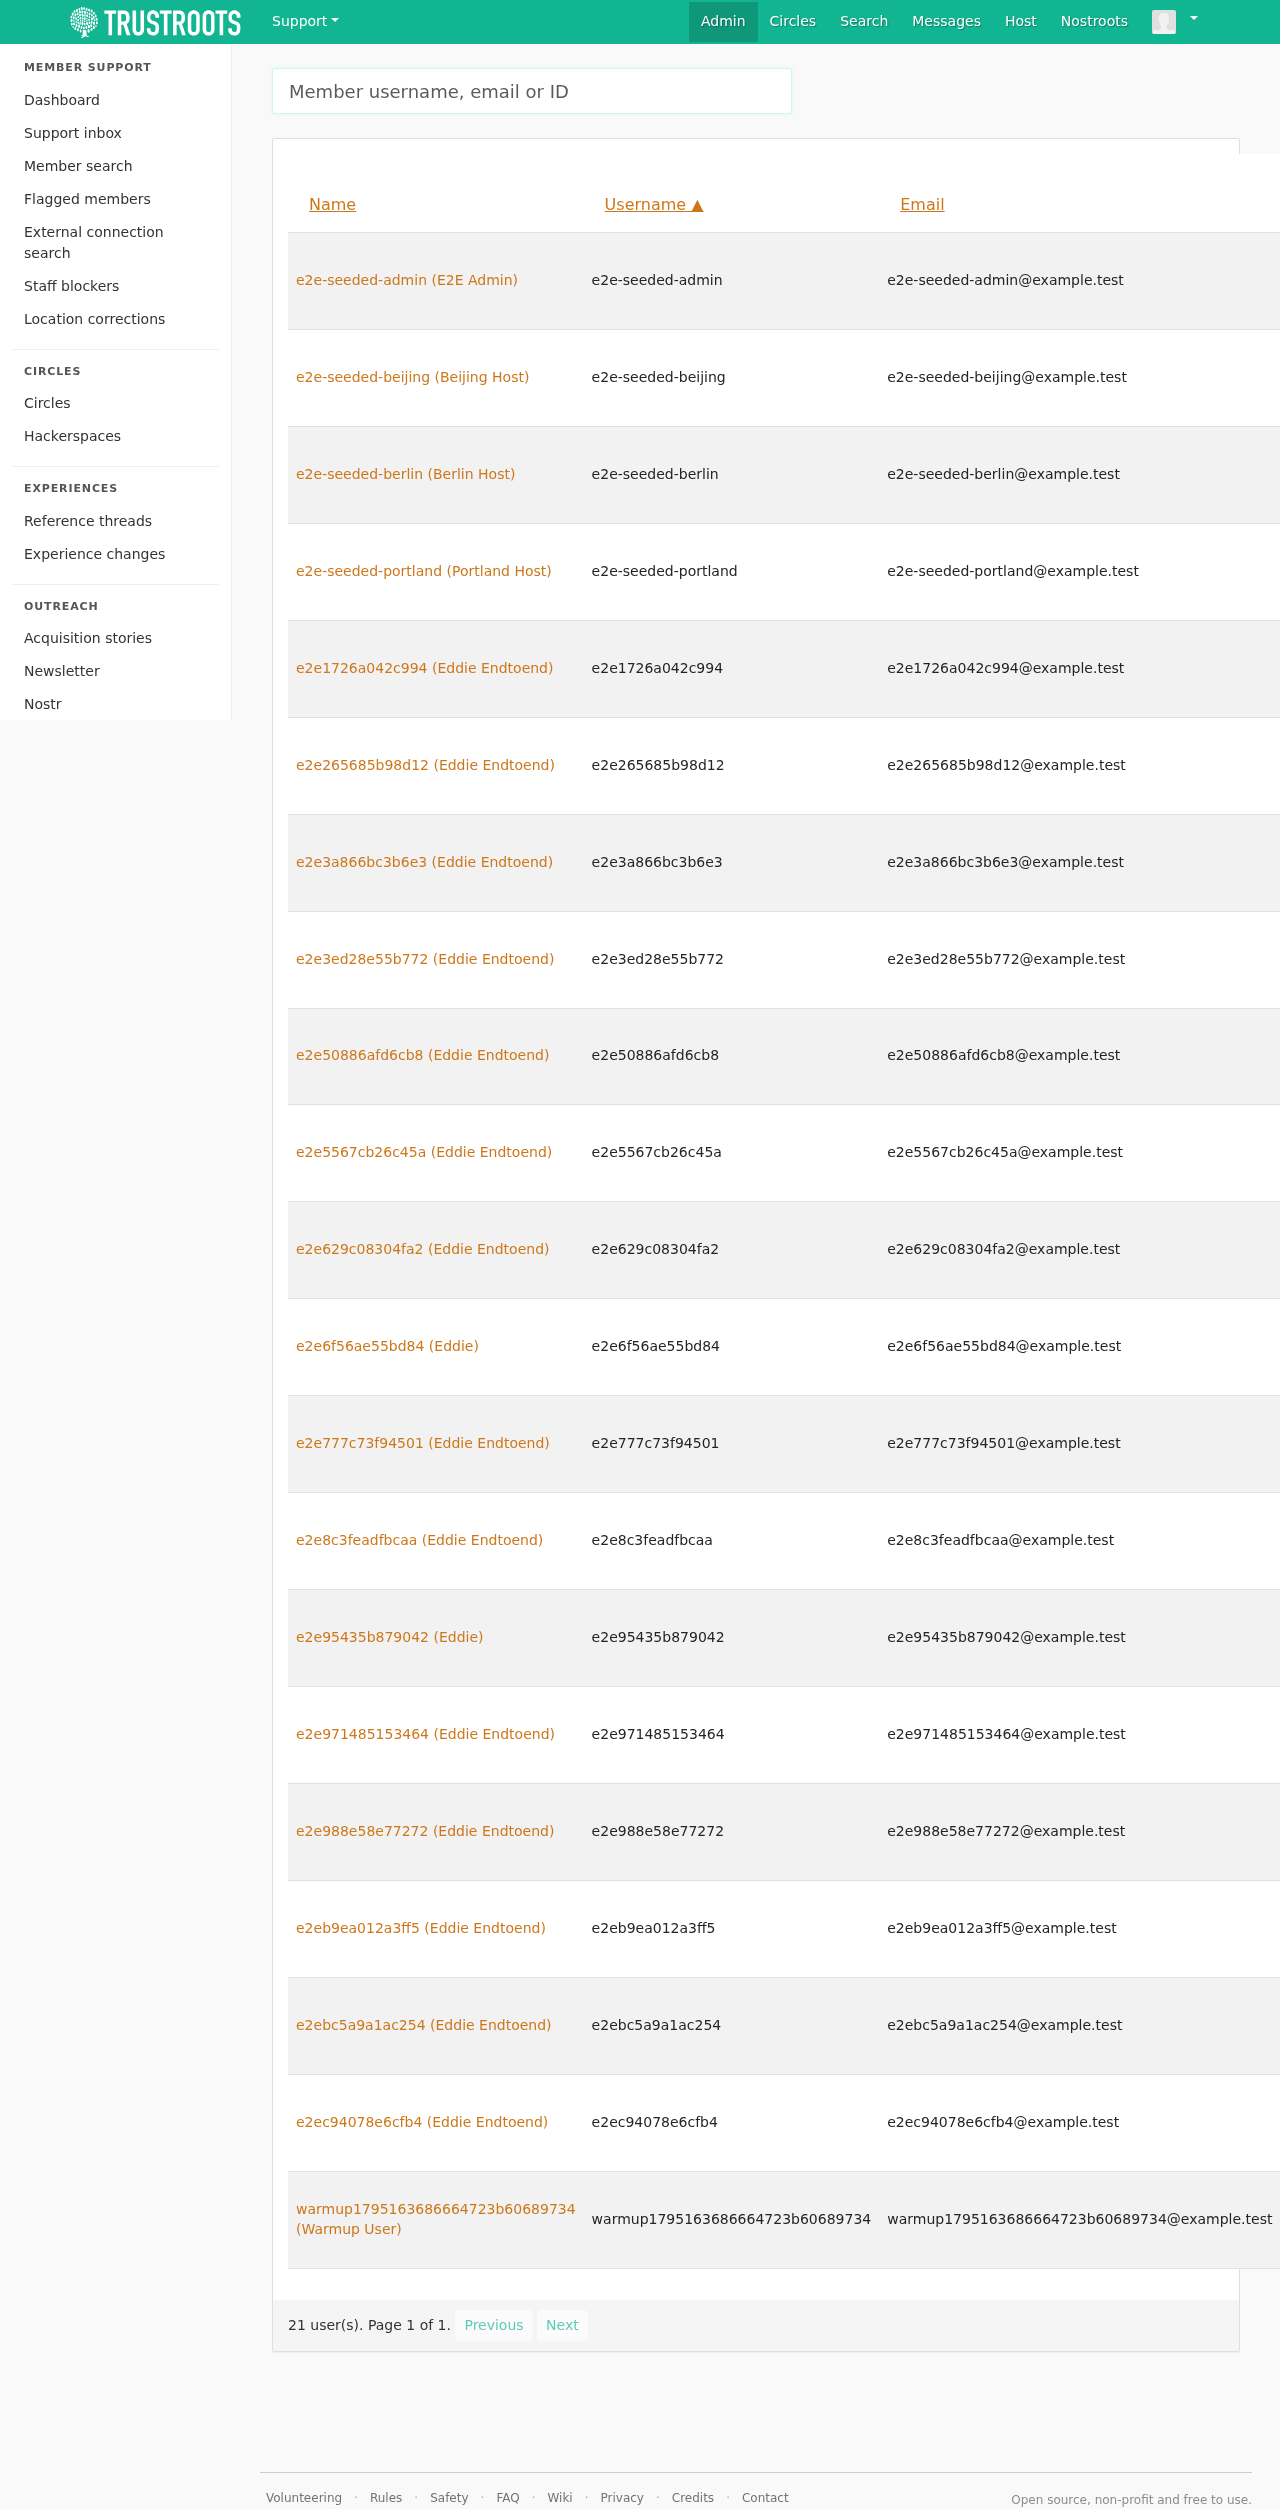 TRUSTROOTS Support Admin Circles Search Messages Host Nostroots
MEMBER SUPPORT
Dashboard
Support inbox
Member search
Flagged members
External connection
search
Staff blockers
Location corrections
CIRCLES
Circles
Hackerspaces
EXPERIENCES
Reference threads
Experience changes
OUTREACH
Acquisition stories
Newsletter
Nostr
Member username, email or ID
Name Username ▲ Email
e2e-seeded-admin (E2E Admin) e2e-seeded-admin e2e-seeded-admin@example.test
e2e-seeded-beijing (Beijing Host) e2e-seeded-beijing e2e-seeded-beijing@example.test
e2e-seeded-berlin (Berlin Host) e2e-seeded-berlin e2e-seeded-berlin@example.test
e2e-seeded-portland (Portland Host) e2e-seeded-portland e2e-seeded-portland@example.test
e2e1726a042c994 (Eddie Endtoend) e2e1726a042c994 e2e1726a042c994@example.test
e2e265685b98d12 (Eddie Endtoend) e2e265685b98d12 e2e265685b98d12@example.test
e2e3a866bc3b6e3 (Eddie Endtoend) e2e3a866bc3b6e3 e2e3a866bc3b6e3@example.test
e2e3ed28e55b772 (Eddie Endtoend) e2e3ed28e55b772 e2e3ed28e55b772@example.test
e2e50886afd6cb8 (Eddie Endtoend) e2e50886afd6cb8 e2e50886afd6cb8@example.test
e2e5567cb26c45a (Eddie Endtoend) e2e5567cb26c45a e2e5567cb26c45a@example.test
e2e629c08304fa2 (Eddie Endtoend) e2e629c08304fa2 e2e629c08304fa2@example.test
e2e6f56ae55bd84 (Eddie) e2e6f56ae55bd84 e2e6f56ae55bd84@example.test
e2e777c73f94501 (Eddie Endtoend) e2e777c73f94501 e2e777c73f94501@example.test
e2e8c3feadfbcaa (Eddie Endtoend) e2e8c3feadfbcaa e2e8c3feadfbcaa@example.test
e2e95435b879042 (Eddie) e2e95435b879042 e2e95435b879042@example.test
e2e971485153464 (Eddie Endtoend) e2e971485153464 e2e971485153464@example.test
e2e988e58e77272 (Eddie Endtoend) e2e988e58e77272 e2e988e58e77272@example.test
e2eb9ea012a3ff5 (Eddie Endtoend) e2eb9ea012a3ff5 e2eb9ea012a3ff5@example.test
e2ebc5a9a1ac254 (Eddie Endtoend) e2ebc5a9a1ac254 e2ebc5a9a1ac254@example.test
e2ec94078e6cfb4 (Eddie Endtoend) e2ec94078e6cfb4 e2ec94078e6cfb4@example.test
warmup1795163686664723b60689734
(Warmup User) warmup1795163686664723b60689734 warmup1795163686664723b60689734@example.test
21 user(s). Page 1 of 1. Previous Next
Volunteering · Rules · Safety · FAQ · Wiki · Privacy · Credits · Contact
Open source, non-profit and free to use.